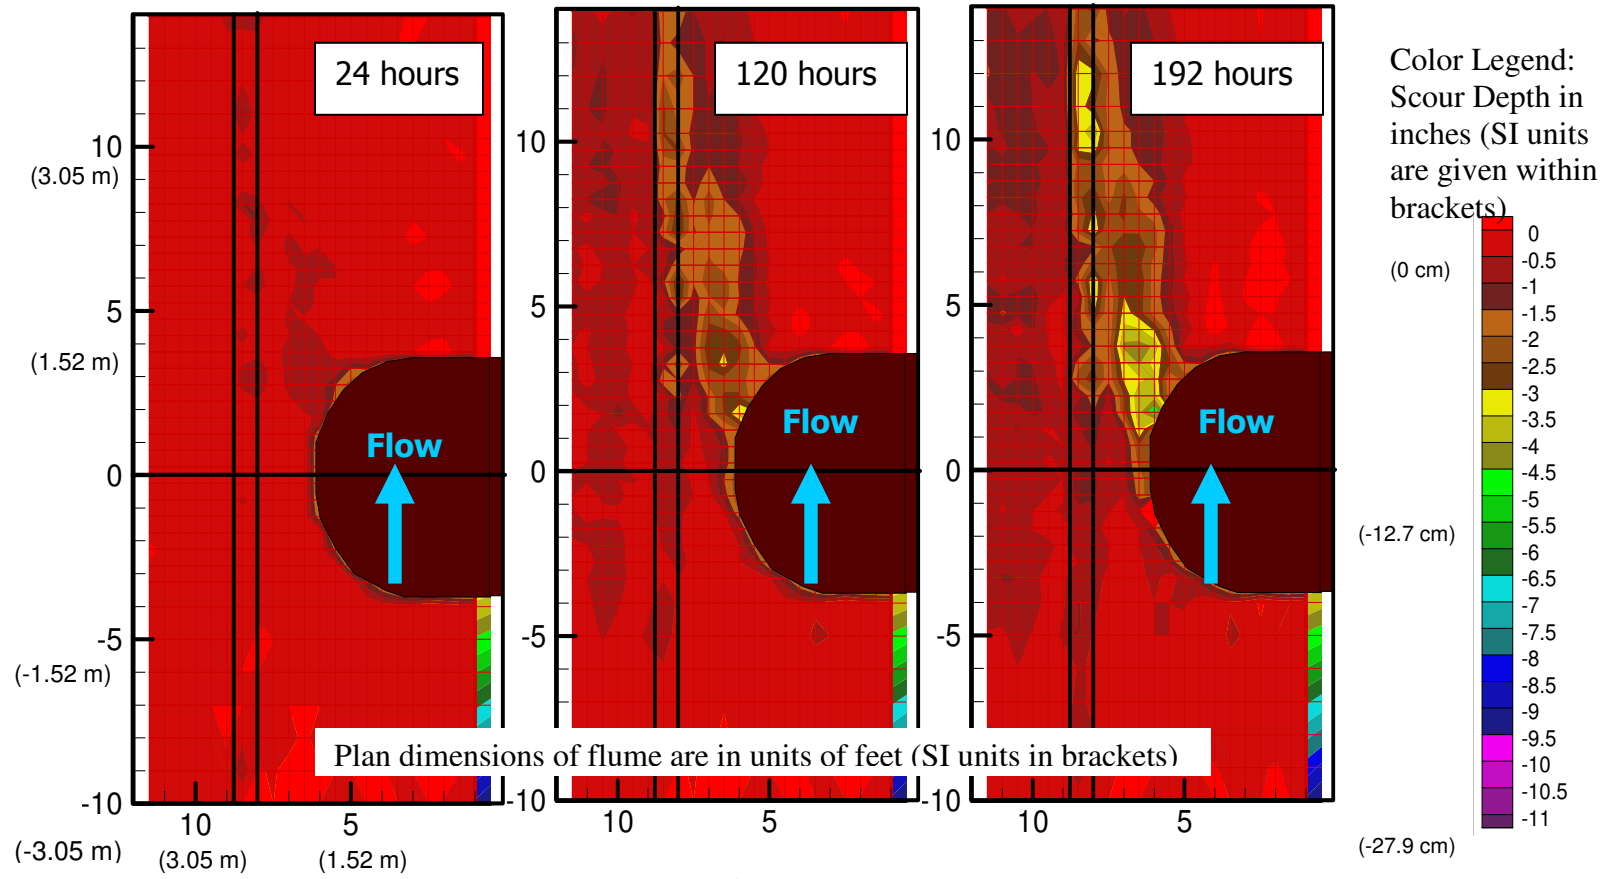 24 hours
120 hours
192 hours
Color Legend:
Scour Depth in
inches (SI units
are given within
brackets)
10
(3.05 m)
5
(1.52 m)
0
-5
(-1.52 m)
-10
(-3.05 m)
10
5
(3.05 m)
(1.52 m)
Flow
10
5
0
-5
-10
10
5
Flow
10
5
0
-5
-10
10
5
Flow
Plan dimensions of flume are in units of feet (SI units in brackets)
0
-0.5
-1
-1.5
-2
-2.5
-3
-3.5
-4
-4.5
-5
-5.5
-6
-6.5
-7
-7.5
-8
-8.5
-9
-9.5
-10
-10.5
-11
(0 cm)
(-12.7 cm)
(-27.9 cm)